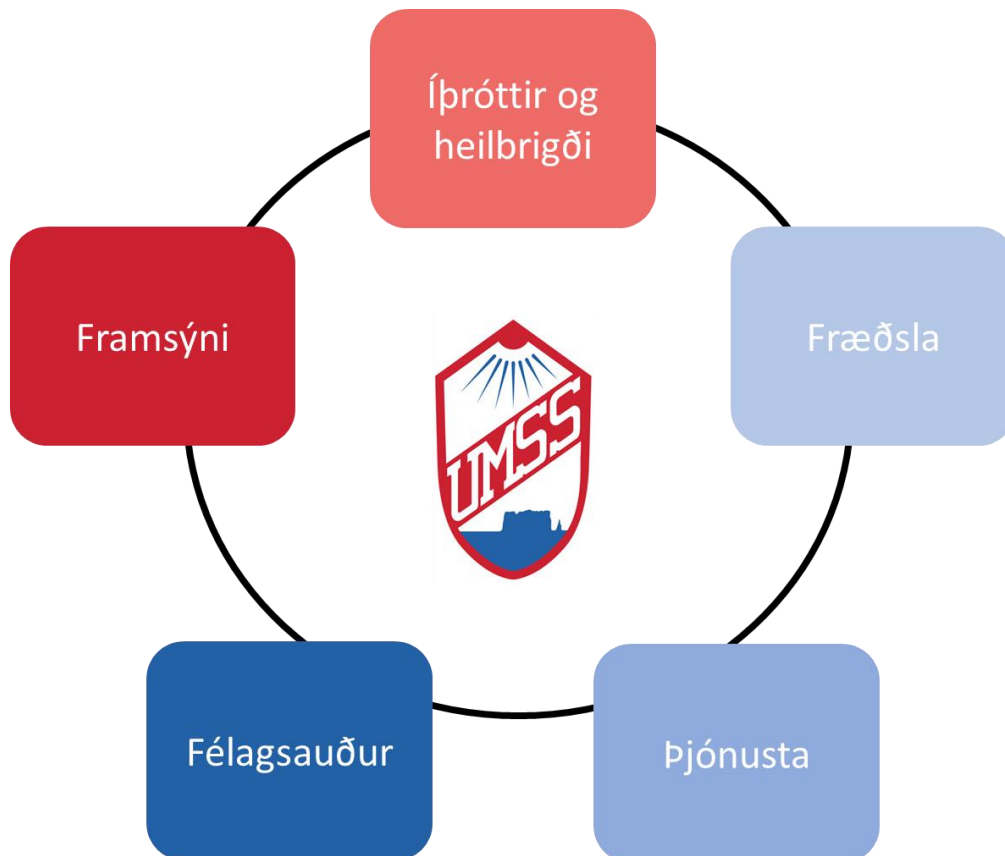 Íþróttir og
heilbrigði
Framsýni
Fræðsla
UMSS
Félagsauður
Þjónusta